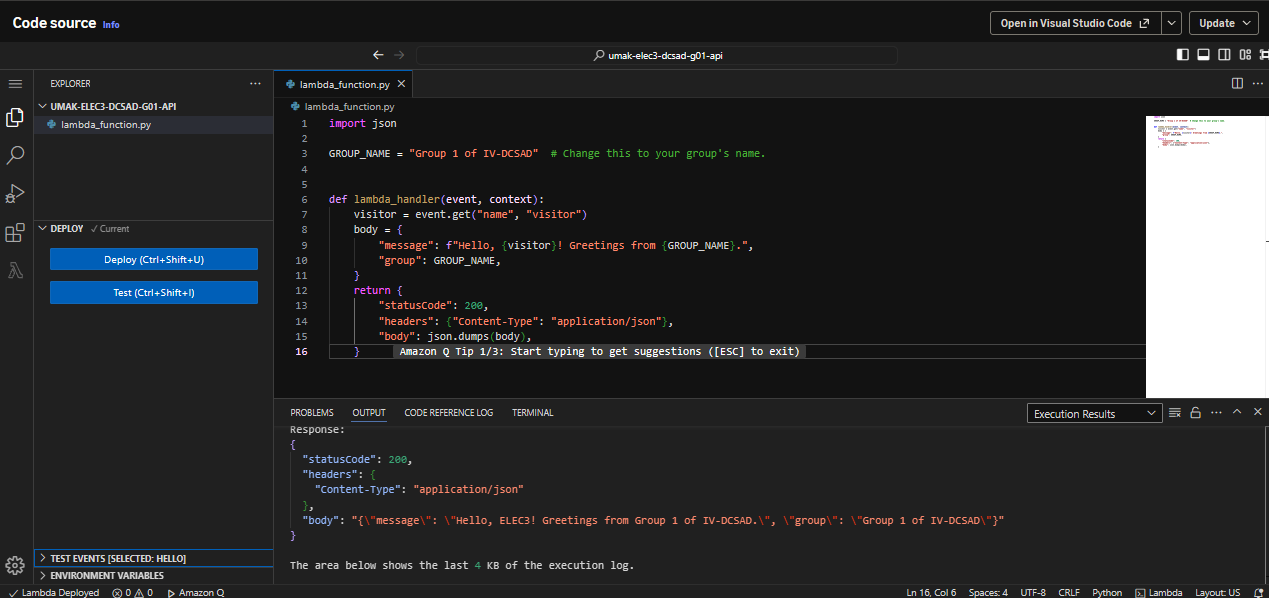 Code source Info
Open in Visual Studio Code
Update
umak-elec3-dcsad-g01-api
EXPLORER
UMAK-ELEC3-DCSAD-G01-API
lambda_function.py
DEPLOY Current
Deploy (Ctrl+Shift+U)
Test (Ctrl+Shift+I)
TEST EVENTS [SELECTED: HELLO]
ENVIRONMENT VARIABLES
lambda_function.py
lambda_function.py
1 import json
2
3 GROUP_NAME = "Group 1 of IV-DCSAD"  # Change this to your group's name.
4
5
6 def lambda_handler(event, context):
7     visitor = event.get("name", "visitor")
8     body = {
9         "message": f"Hello, {visitor}! Greetings from {GROUP_NAME}.",
10         "group": GROUP_NAME,
11     }
12     return {
13         "statusCode": 200,
14         "headers": {"Content-Type": "application/json"},
15         "body": json.dumps(body),
16     } Amazon Q Tip 1/3: Start typing to get suggestions ([ESC] to exit)
PROBLEMS OUTPUT CODE REFERENCE LOG TERMINAL
Execution Results
Response:
{
  "statusCode": 200,
  "headers": {
    "Content-Type": "application/json"
  },
  "body": "{\"message\": \"Hello, ELEC3! Greetings from Group 1 of IV-DCSAD.\", \"group\": \"Group 1 of IV-DCSAD\"}"
}
The area below shows the last 4 KB of the execution log.
Lambda Deployed 0 0 Amazon Q Ln 16, Col 6 Spaces: 4 UTF-8 CRLF Python Lambda Layout: US